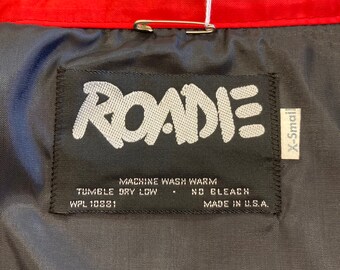 ROADIE
X-Small
MACHINE WASH WARM
TUMBLE DRY LOW • NO BLEACH
WPL 10881 MADE IN U.S.A.